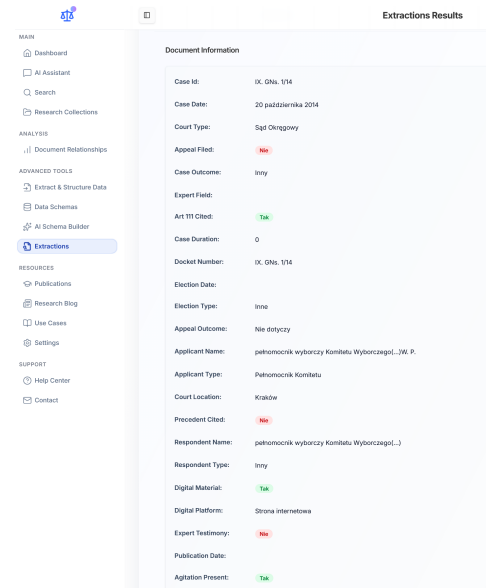 Extractions Results
MAIN
Dashboard
AI Assistant
Search
Research Collections
ANALYSIS
Document Relationships
ADVANCED TOOLS
Extract & Structure Data
Data Schemas
AI Schema Builder
Extractions
RESOURCES
Publications
Research Blog
Use Cases
Settings
SUPPORT
Help Center
Contact
Document Information
Case Id: IX. GNs. 1/14
Case Date: 20 października 2014
Court Type: Sąd Okręgowy
Appeal Filed: Nie
Case Outcome: Inny
Expert Field:
Art 111 Cited: Tak
Case Duration: 0
Docket Number: IX. GNs. 1/14
Election Date:
Election Type: Inne
Appeal Outcome: Nie dotyczy
Applicant Name: pełnomocnik wyborczy Komitetu Wyborczego(...)W. P.
Applicant Type: Pełnomocnik Komitetu
Court Location: Kraków
Precedent Cited: Nie
Respondent Name: pełnomocnik wyborczy Komitetu Wyborczego(...)
Respondent Type: Inny
Digital Material: Tak
Digital Platform: Strona internetowa
Expert Testimony: Nie
Publication Date:
Agitation Present: Tak